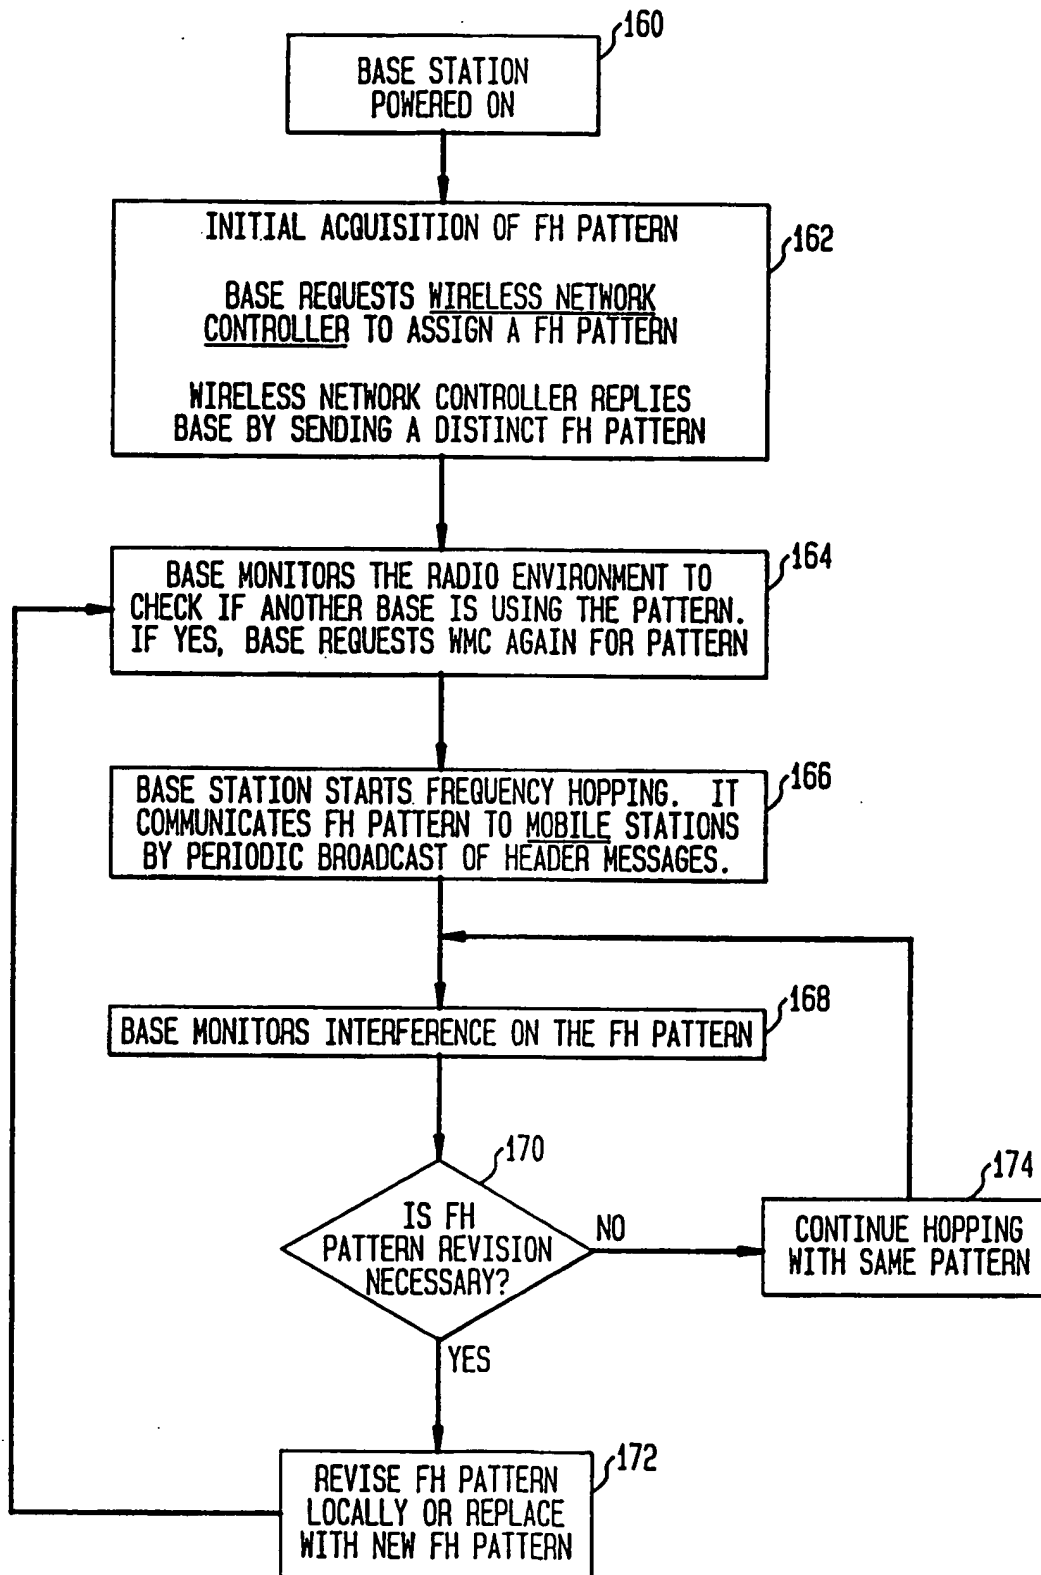 160
BASE STATION
POWERED ON
INITIAL ACQUISITION OF FH PATTERN
162
BASE REQUESTS WIRELESS NETWORK
CONTROLLER TO ASSIGN A FH PATTERN
WIRELESS NETWORK CONTROLLER REPLIES
BASE BY SENDING A DISTINCT FH PATTERN
164
BASE MONITORS THE RADIO ENVIRONMENT TO
CHECK IF ANOTHER BASE IS USING THE PATTERN.
IF YES, BASE REQUESTS WMC AGAIN FOR PATTERN
166
BASE STATION STARTS FREQUENCY HOPPING. IT
COMMUNICATES FH PATTERN TO MOBILE STATIONS
BY PERIODIC BROADCAST OF HEADER MESSAGES.
168
BASE MONITORS INTERFERENCE ON THE FH PATTERN
170
IS FH
PATTERN REVISION
NECESSARY?
NO
174
CONTINUE HOPPING
WITH SAME PATTERN
YES
172
REVISE FH PATTERN
LOCALLY OR REPLACE
WITH NEW FH PATTERN